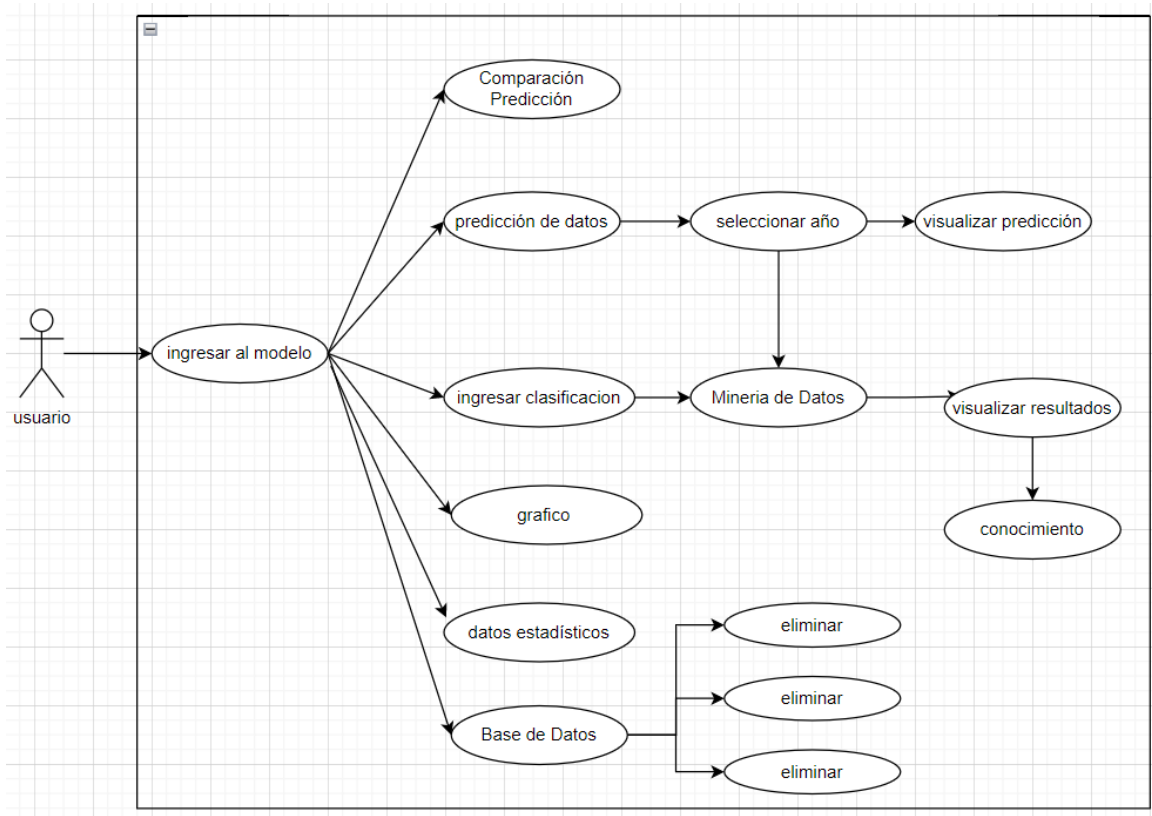 Comparación
Predicción
predicción de datos
seleccionar año
visualizar predicción
ingresar al modelo
usuario
ingresar clasificacion
Mineria de Datos
visualizar resultados
grafico
conocimiento
datos estadísticos
eliminar
eliminar
Base de Datos
eliminar